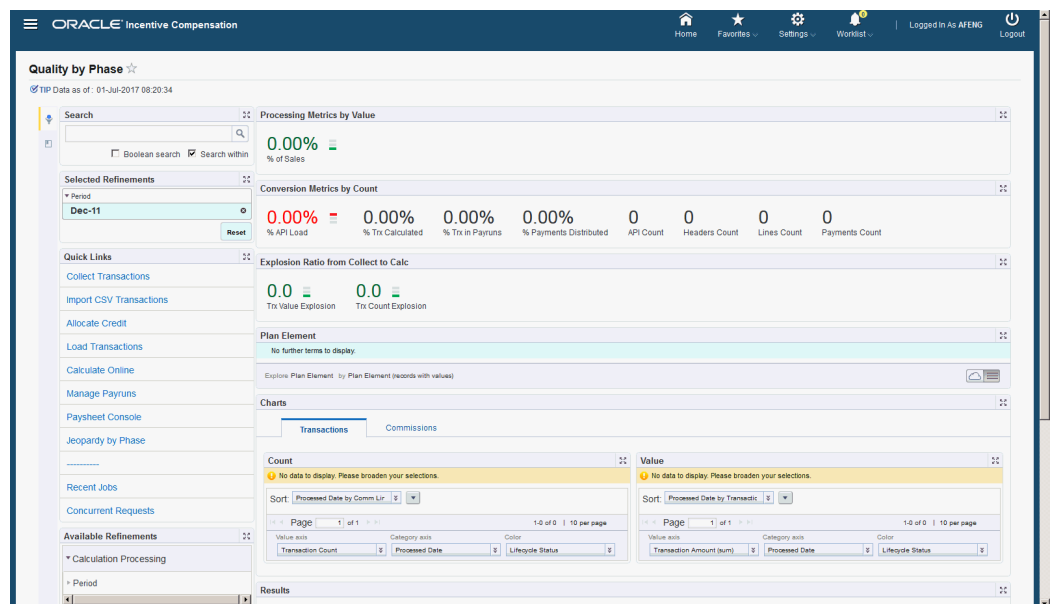 ORACLE® Incentive Compensation
Home
Favorites
Settings
Worklist
Logged In As AFENG
Logout
Quality by Phase
TIP Data as of : 01-Jul-2017 08:20:34
Search
Boolean search
Search within
Selected Refinements
Period
Dec-11
Reset
Quick Links
Collect Transactions
Import CSV Transactions
Allocate Credit
Load Transactions
Calculate Online
Manage Payruns
Paysheet Console
Jeopardy by Phase
----------
Recent Jobs
Concurrent Requests
Available Refinements
Calculation Processing
Period
Processing Metrics by Value
0.00%
% of Sales
Conversion Metrics by Count
0.00% 0.00% 0.00% 0.00% 0 0 0 0
% API Load % Trx Calculated % Trx in Payruns % Payments Distributed API Count Headers Count Lines Count Payments Count
Explosion Ratio from Collect to Calc
0.0 0.0
Trx Value Explosion Trx Count Explosion
Plan Element
No further terms to display.
Explore Plan Element by Plan Element (records with values)
Charts
Transactions Commissions
Count
No data to display. Please broaden your selections.
Sort: Processed Date by Comm Lir
Page 1 of 1
1-0 of 0 | 10 per page
Value axis Category axis Color
Transaction Count Processed Date Lifecycle Status
Value
No data to display. Please broaden your selections.
Sort: Processed Date by Transactic
Page 1 of 1
1-0 of 0 | 10 per page
Value axis Category axis Color
Transaction Amount (sum) Processed Date Lifecycle Status
Results